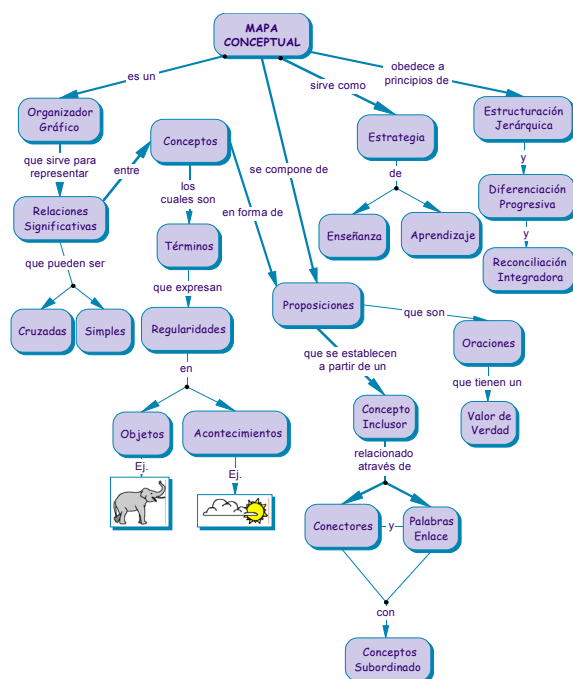 MAPA
CONCEPTUAL
es un
Organizador
Gráfico
que sirve para
representar
Relaciones
Significativas
que pueden ser
Cruzadas
Simples
entre
Conceptos
los
cuales son
Términos
que expresan
Regularidades
en
Objetos
Ej.
Acontecimientos
Ej.
en forma de
se compone de
Proposiciones
que son
Oraciones
que tienen un
Valor de
Verdad
que se establecen
a partir de un
Concepto
Inclusor
relacionado
através de
Conectores
y
Palabras
Enlace
con
Conceptos
Subordinado
sirve como
Estrategia
de
Enseñanza
Aprendizaje
obedece a
principios de
Estructuración
Jerárquica
y
Diferenciación
Progresiva
y
Reconciliación
Integradora